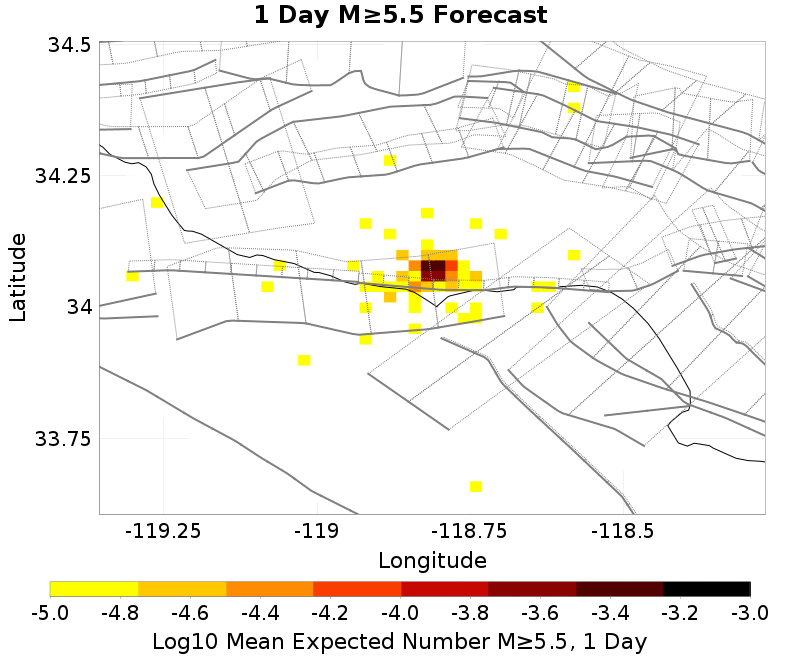 1 Day M≥5.5 Forecast
34.5
34.25
34
33.75
Latitude
-119.25 -119 -118.75 -118.5
Longitude
-5.0 -4.8 -4.6 -4.4 -4.2 -4.0 -3.8 -3.6 -3.4 -3.2 -3.0
Log10 Mean Expected Number M≥5.5, 1 Day